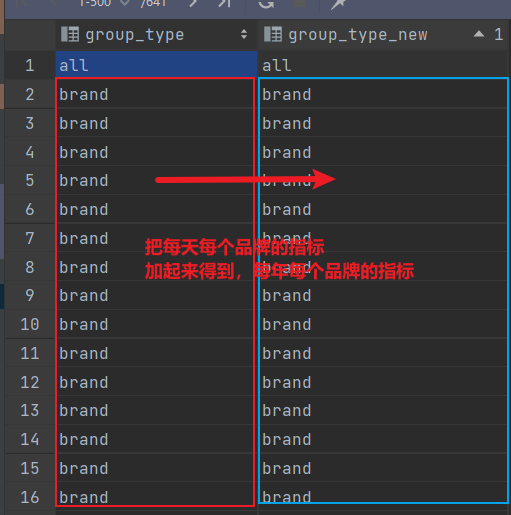 1-500 /641
group_type group_type_new 1
1 all all
2 brand brand
3 brand brand
4 brand brand
5 brand brand
6 brand brand
7 brand brand
把每天每个品牌的指标
8 brand brand
加起来得到，每年每个品牌的指标
9 brand brand
10 brand brand
11 brand brand
12 brand brand
13 brand brand
14 brand brand
15 brand brand
16 brand brand